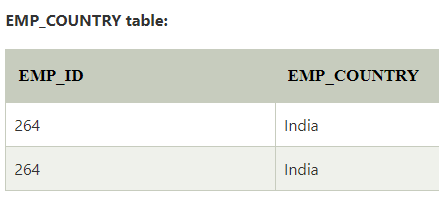 EMP_COUNTRY table:
EMP_ID EMP_COUNTRY
264 India
264 India